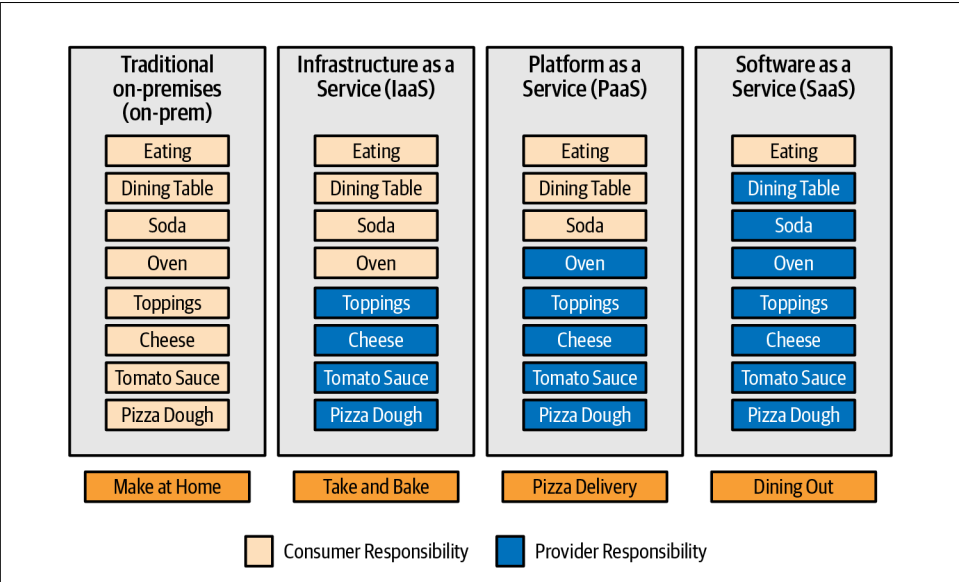 Traditional
on-premises
(on-prem)
Eating
Dining Table
Soda
Oven
Toppings
Cheese
Tomato Sauce
Pizza Dough
Make at Home
Infrastructure as a
Service (IaaS)
Eating
Dining Table
Soda
Oven
Toppings
Cheese
Tomato Sauce
Pizza Dough
Take and Bake
Platform as a
Service (PaaS)
Eating
Dining Table
Soda
Oven
Toppings
Cheese
Tomato Sauce
Pizza Dough
Pizza Delivery
Software as a
Service (SaaS)
Eating
Dining Table
Soda
Oven
Toppings
Cheese
Tomato Sauce
Pizza Dough
Dining Out
Consumer Responsibility
Provider Responsibility